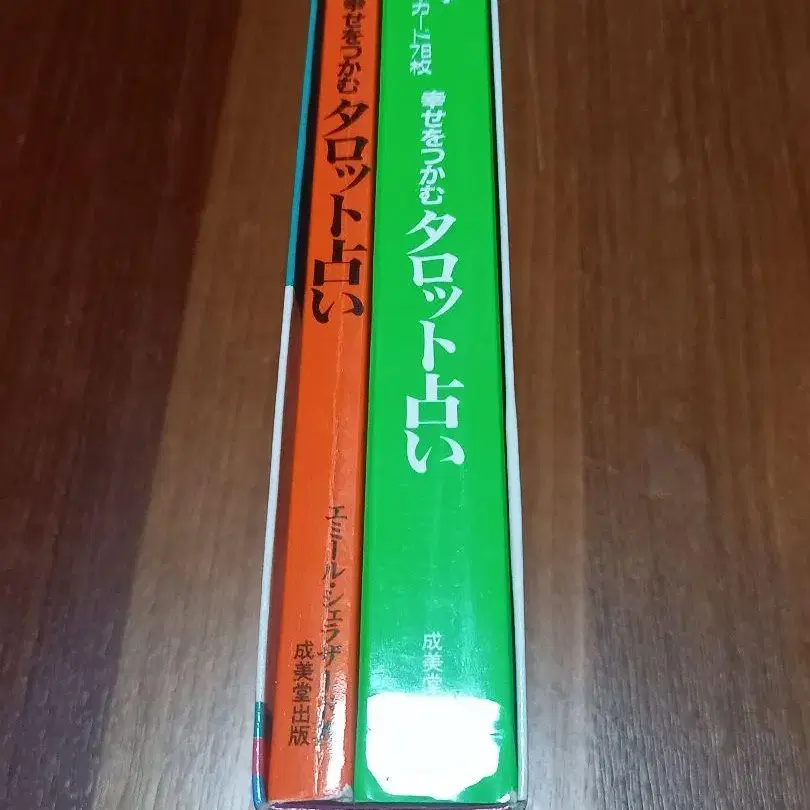 幸せをつかむ
タロット占い
エミール・シェラザード
成美堂出版
カード78枚
幸せをつかむ
タロット占い
成美堂